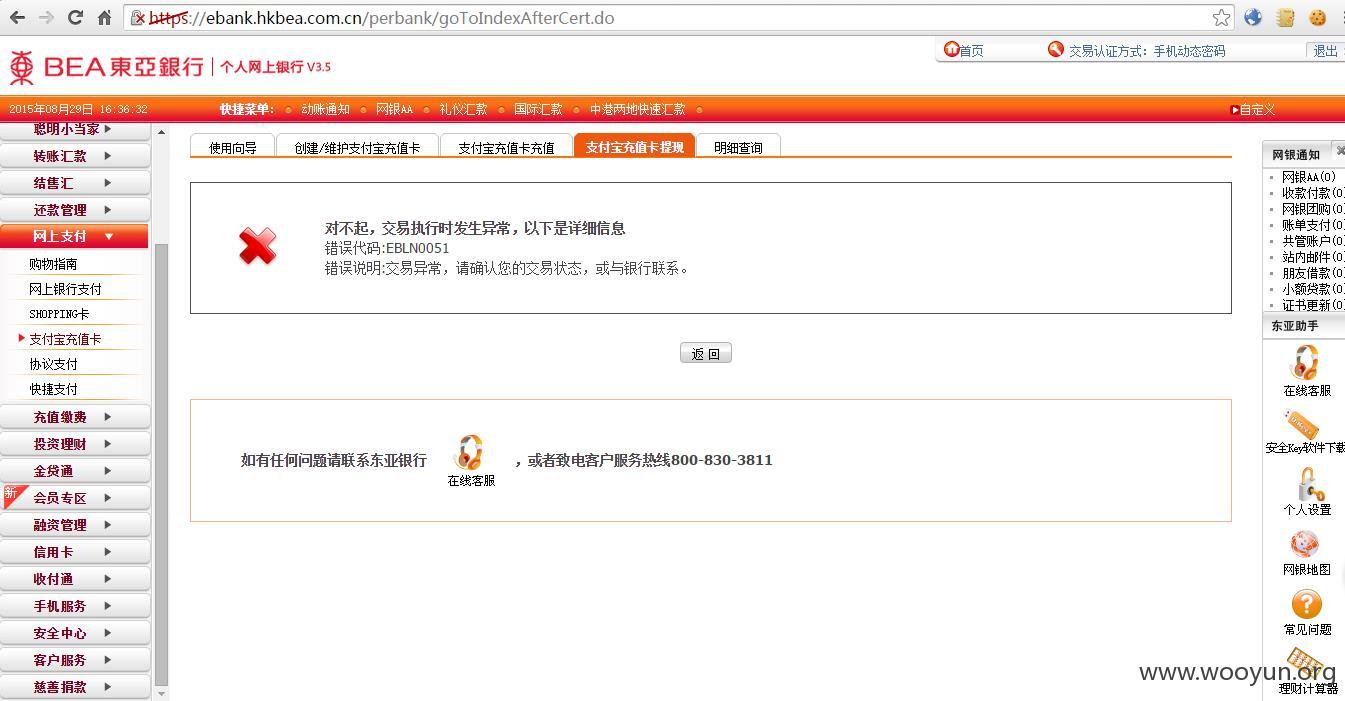 https://ebank.hkbea.com.cn/perbank/goToIndexAfterCert.do
BEA東亞銀行 个人网上银行 V3.5
首页 交易认证方式：手机动态密码 退出
2015年08月29日 16:36:32 快捷菜单: 动账通知 网银AA 礼仪汇款 国际汇款 中港两地快速汇款 自定义
聪明小当家
转账汇款
结售汇
还款管理
网上支付
购物指南
网上银行支付
SHOPPING卡
支付宝充值卡
协议支付
快捷支付
充值缴费
投资理财
金贷通
新 会员专区
融资管理
信用卡
收付通
手机服务
安全中心
客户服务
慈善捐款
使用向导 创建/维护支付宝充值卡 支付宝充值卡充值 支付宝充值卡提现 明细查询
对不起，交易执行时发生异常，以下是详细信息
错误代码:EBLN0051
错误说明:交易异常，请确认您的交易状态，或与银行联系。
返回
如有任何问题请联系东亚银行 在线客服 ，或者致电客户服务热线800-830-3811
网银通知
网银AA(0)
收款付款(0)
网银团购(0)
账单支付(0)
共管账户(0)
站内邮件(0)
朋友借款(0)
小额贷款(0)
证书更新(0)
东亚助手
在线客服
安全Key软件下载
个人设置
网银地图
常见问题
理财计算器
www.wooyun.org